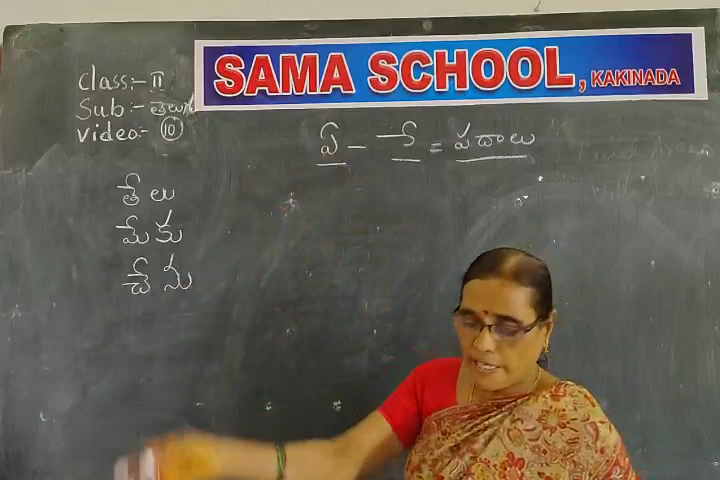 SAMA SCHOOL, KAKINADA
Class:- II
Sub:- తెలుగు
Video:- 10
ఏ - ే = పదాలు
తేలు
మేకు
చేను